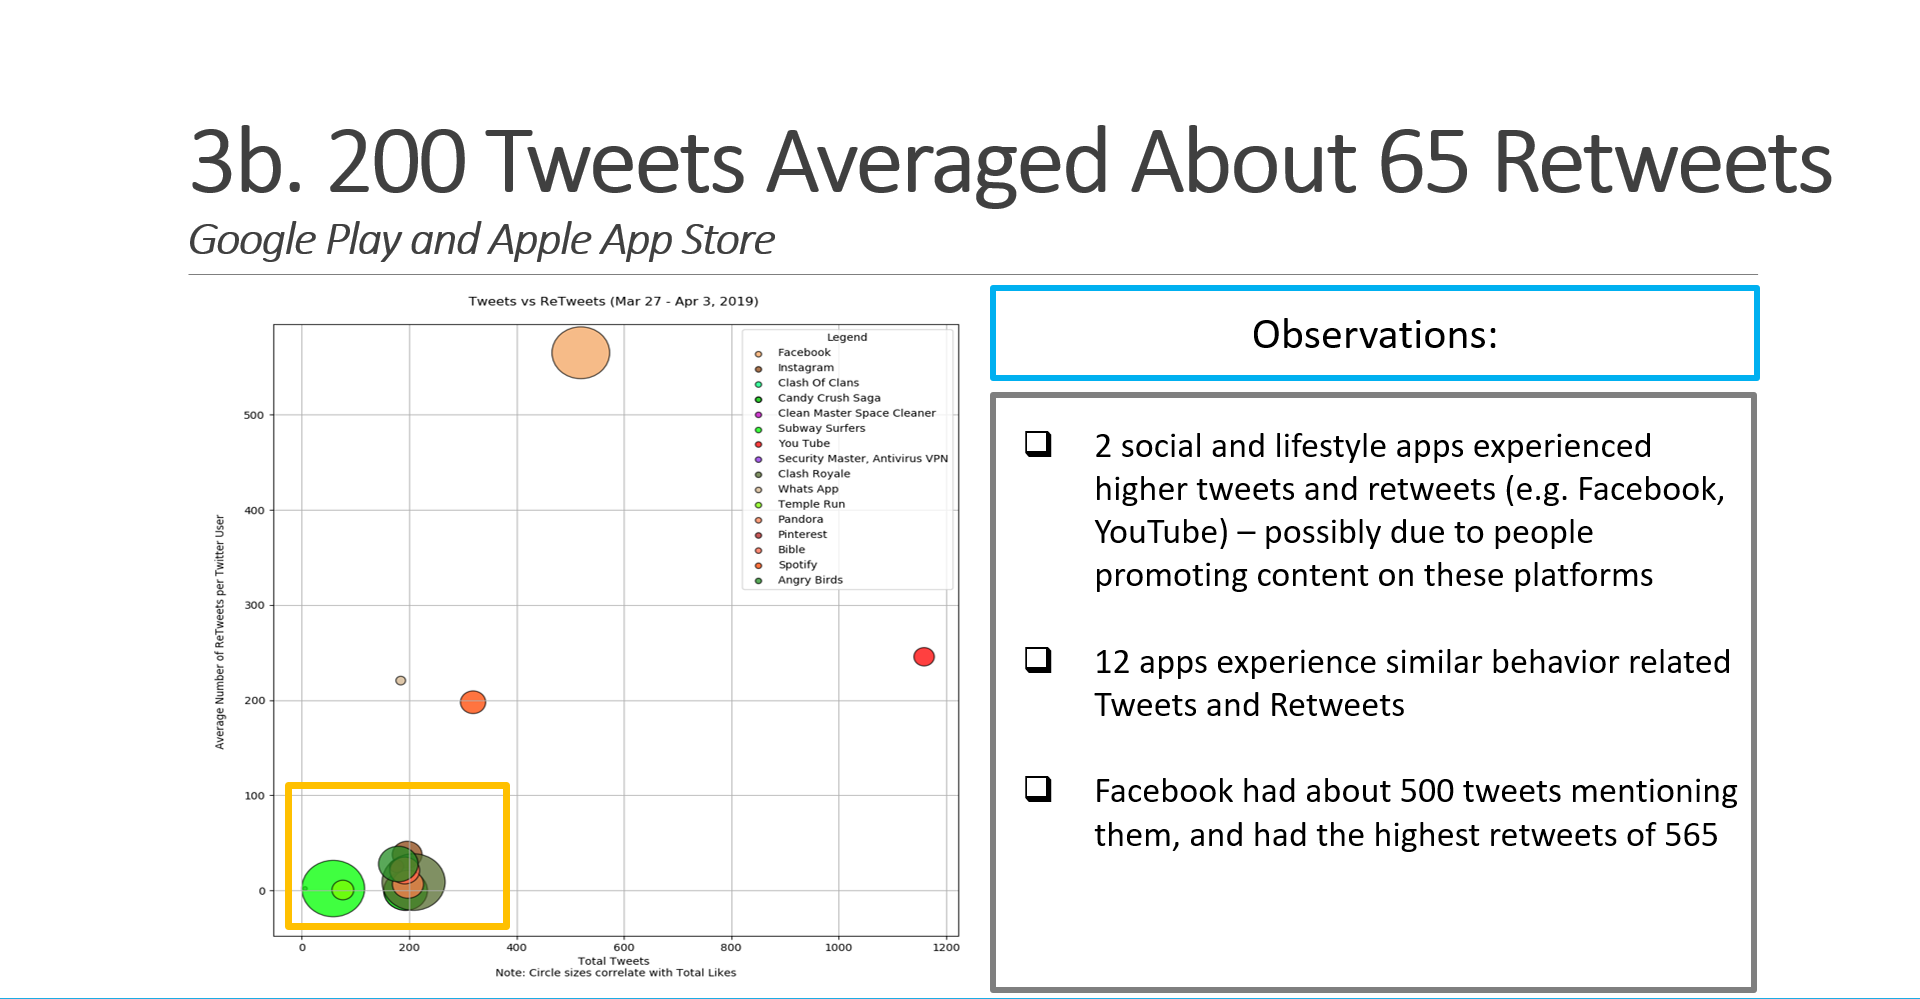 3b. 200 Tweets Averaged About 65 Retweets
Google Play and Apple App Store
Tweets vs ReTweets (Mar 27 - Apr 3, 2019)
Legend
Facebook
Instagram
Clash Of Clans
Candy Crush Saga
Clean Master Space Cleaner
Subway Surfers
You Tube
Security Master, Antivirus VPN
Clash Royale
Whats App
Temple Run
Pandora
Pinterest
Bible
Spotify
Angry Birds
Average Number of ReTweets per Twitter User
500
400
300
200
100
0
0 200 400 600 800 1000 1200
Total Tweets
Note: Circle sizes correlate with Total Likes
Observations:
2 social and lifestyle apps experienced
higher tweets and retweets (e.g. Facebook,
YouTube) – possibly due to people
promoting content on these platforms
12 apps experience similar behavior related
Tweets and Retweets
Facebook had about 500 tweets mentioning
them, and had the highest retweets of 565